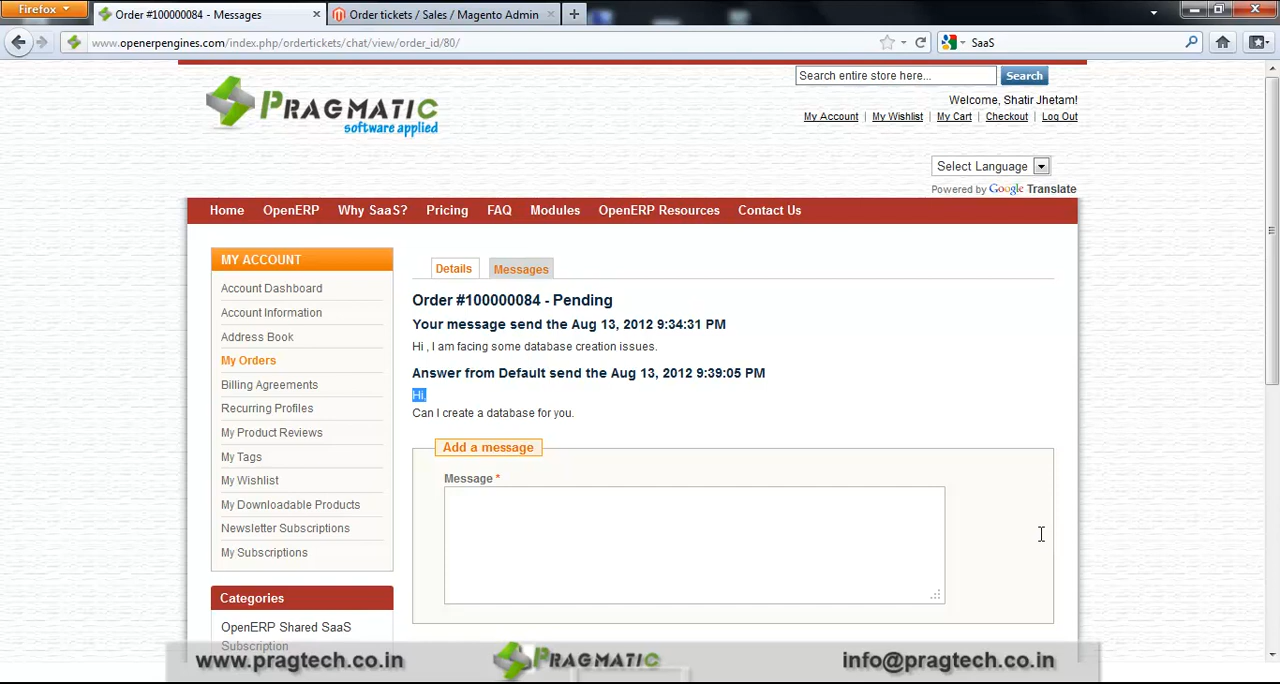 Firefox
Order #100000084 - Messages
Order tickets / Sales / Magento Admin
www.openerpengines.com/index.php/ordertickets/chat/view/order_id/80/
SaaS
PRAGMATIC
software applied
Search entire store here...
Search
Welcome, Shatir Jhetam!
My Account | My Wishlist | My Cart | Checkout | Log Out
Select Language
Powered by Google Translate
Home OpenERP Why SaaS? Pricing FAQ Modules OpenERP Resources Contact Us
MY ACCOUNT
Account Dashboard
Account Information
Address Book
My Orders
Billing Agreements
Recurring Profiles
My Product Reviews
My Tags
My Wishlist
My Downloadable Products
Newsletter Subscriptions
My Subscriptions
Categories
OpenERP Shared SaaS
Subscription
Details
Messages
Order #100000084 - Pending
Your message send the Aug 13, 2012 9:34:31 PM
Hi , I am facing some database creation issues.
Answer from Default send the Aug 13, 2012 9:39:05 PM
Hi,
Can I create a database for you.
Add a message
Message *
www.pragtech.co.in
PRAGMATIC
info@pragtech.co.in